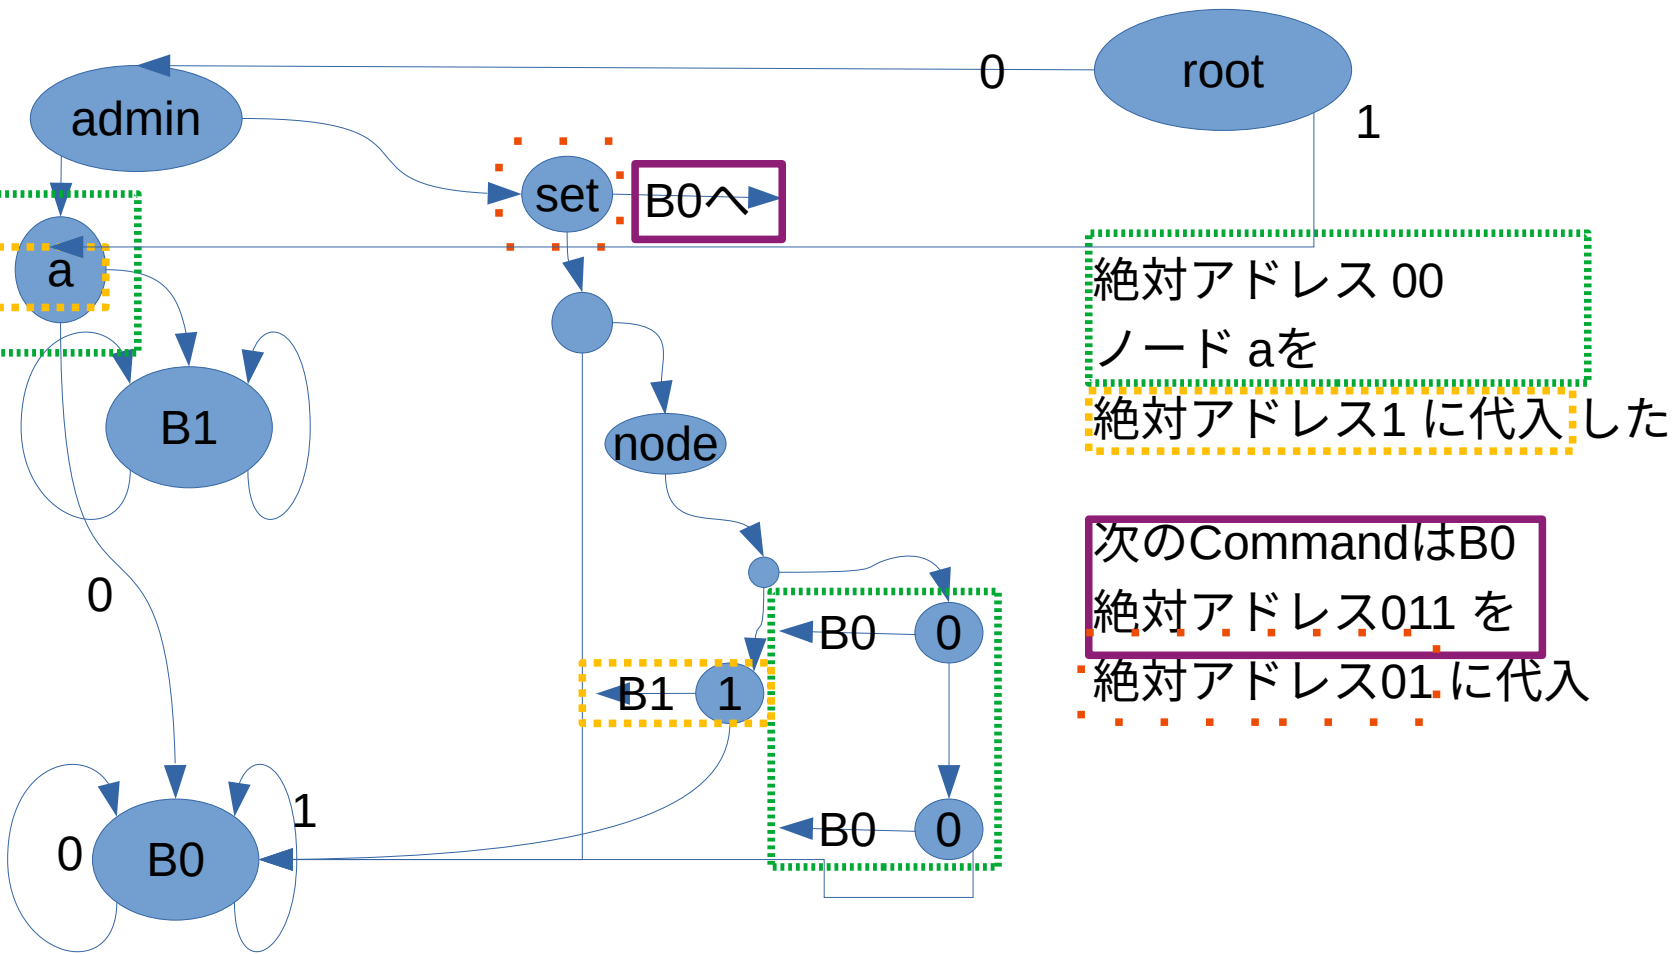 0
root
admin
1
set
B0へ
a
絶対アドレス 00
ノード aを
絶対アドレス1 に代入した
B1
node
次のCommandはB0
0
絶対アドレス011 を
B0
0
B1
1
絶対アドレス01 に代入
1
B0
0
0
B0